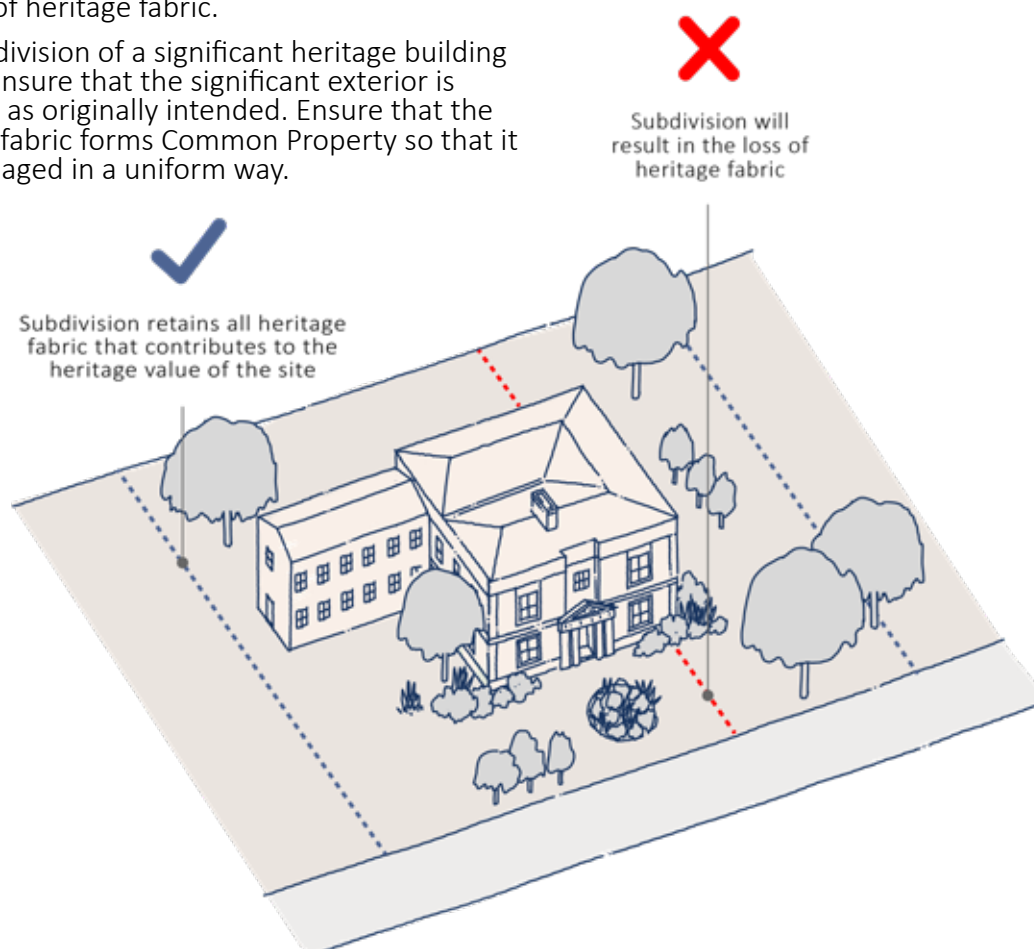 of heritage fabric.
division of a significant heritage building
nsure that the significant exterior is
as originally intended. Ensure that the
fabric forms Common Property so that it
aged in a uniform way.
Subdivision will
result in the loss of
heritage fabric
Subdivision retains all heritage
fabric that contributes to the
heritage value of the site